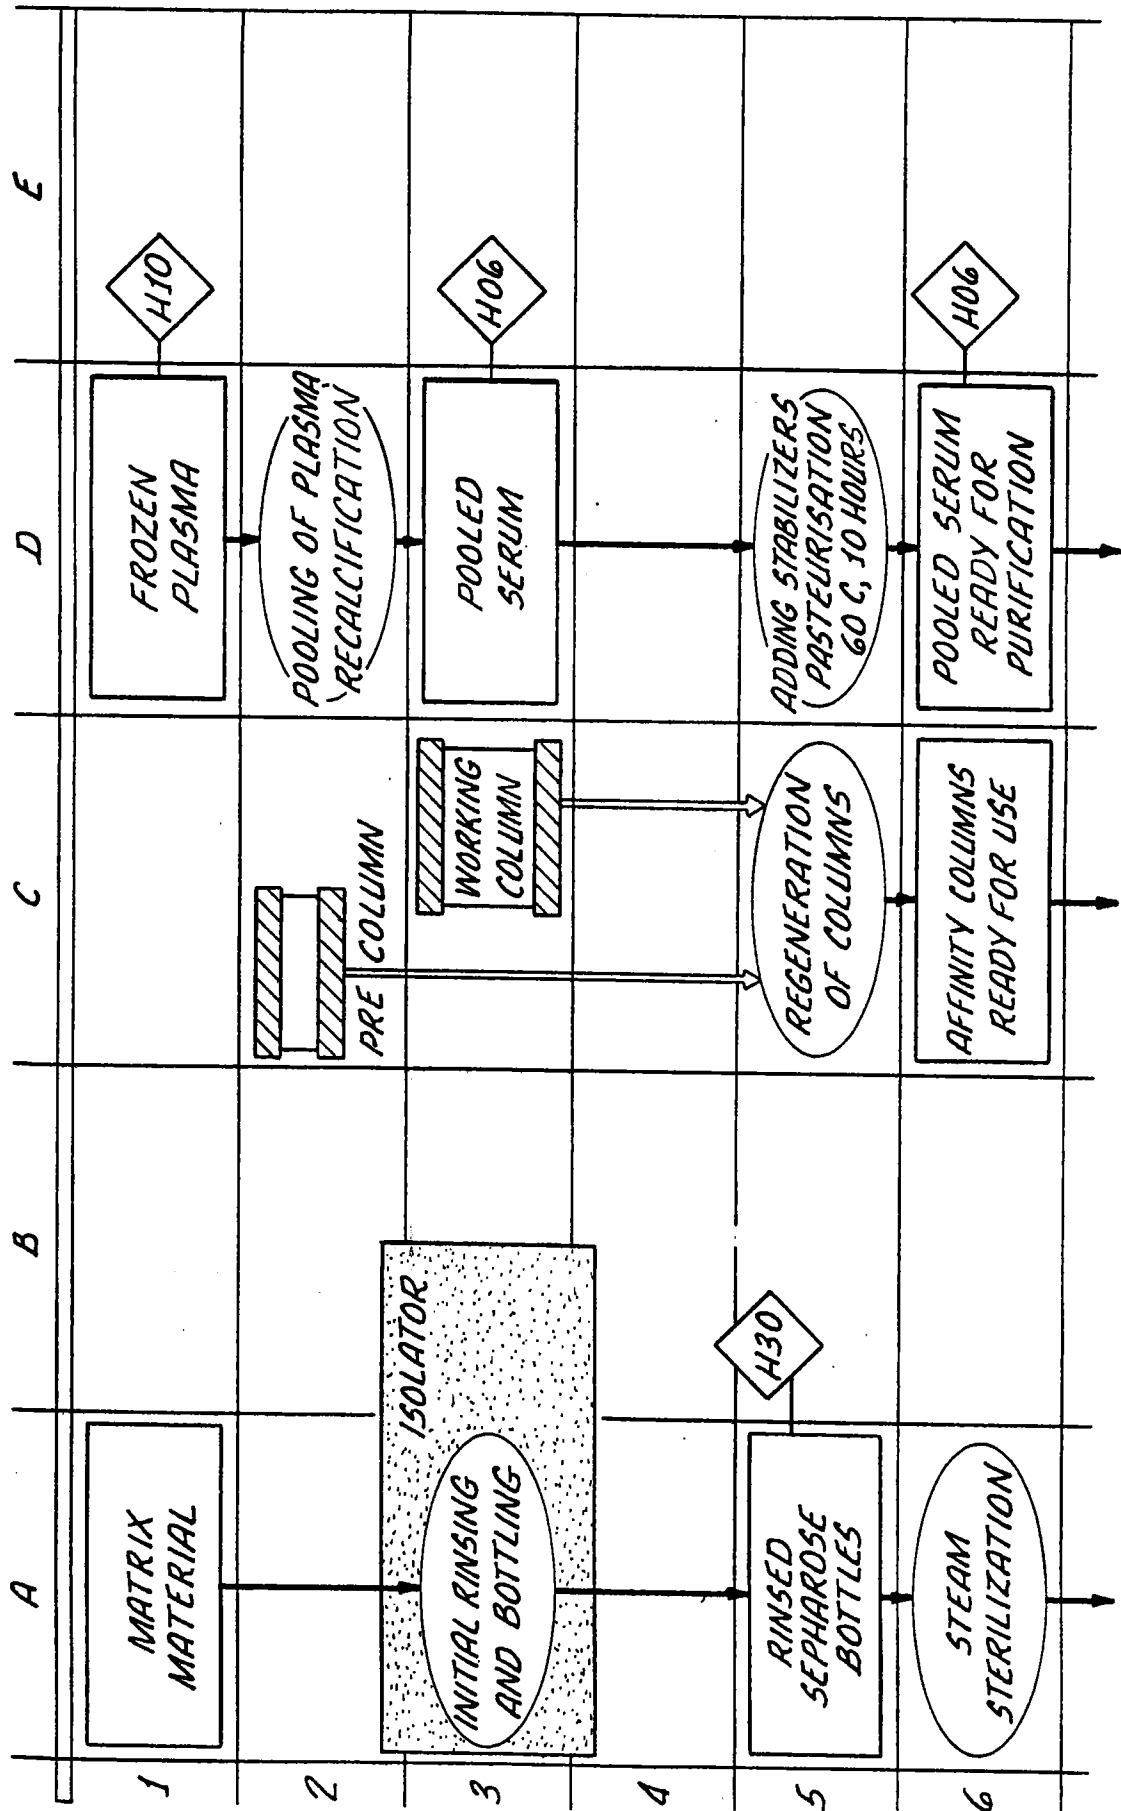 A
B
C
D
E
1
MATRIX
MATERIAL
FROZEN
PLASMA
H10
2
PRE COLUMN
POOLING OF PLASMA
RECALCIFICATION
3
ISOLATOR
INITIAL RINSING
AND BOTTLING
WORKING
COLUMN
POOLED
SERUM
H06
4
5
RINSED
SEPHAROSE
BOTTLES
H30
REGENERATION
OF COLUMNS
ADDING STABILIZERS
PASTEURISATION
60 C, 10 HOURS
6
STEAM
STERILIZATION
AFFINITY COLUMNS
READY FOR USE
POOLED SERUM
READY FOR
PURIFICATION
H06